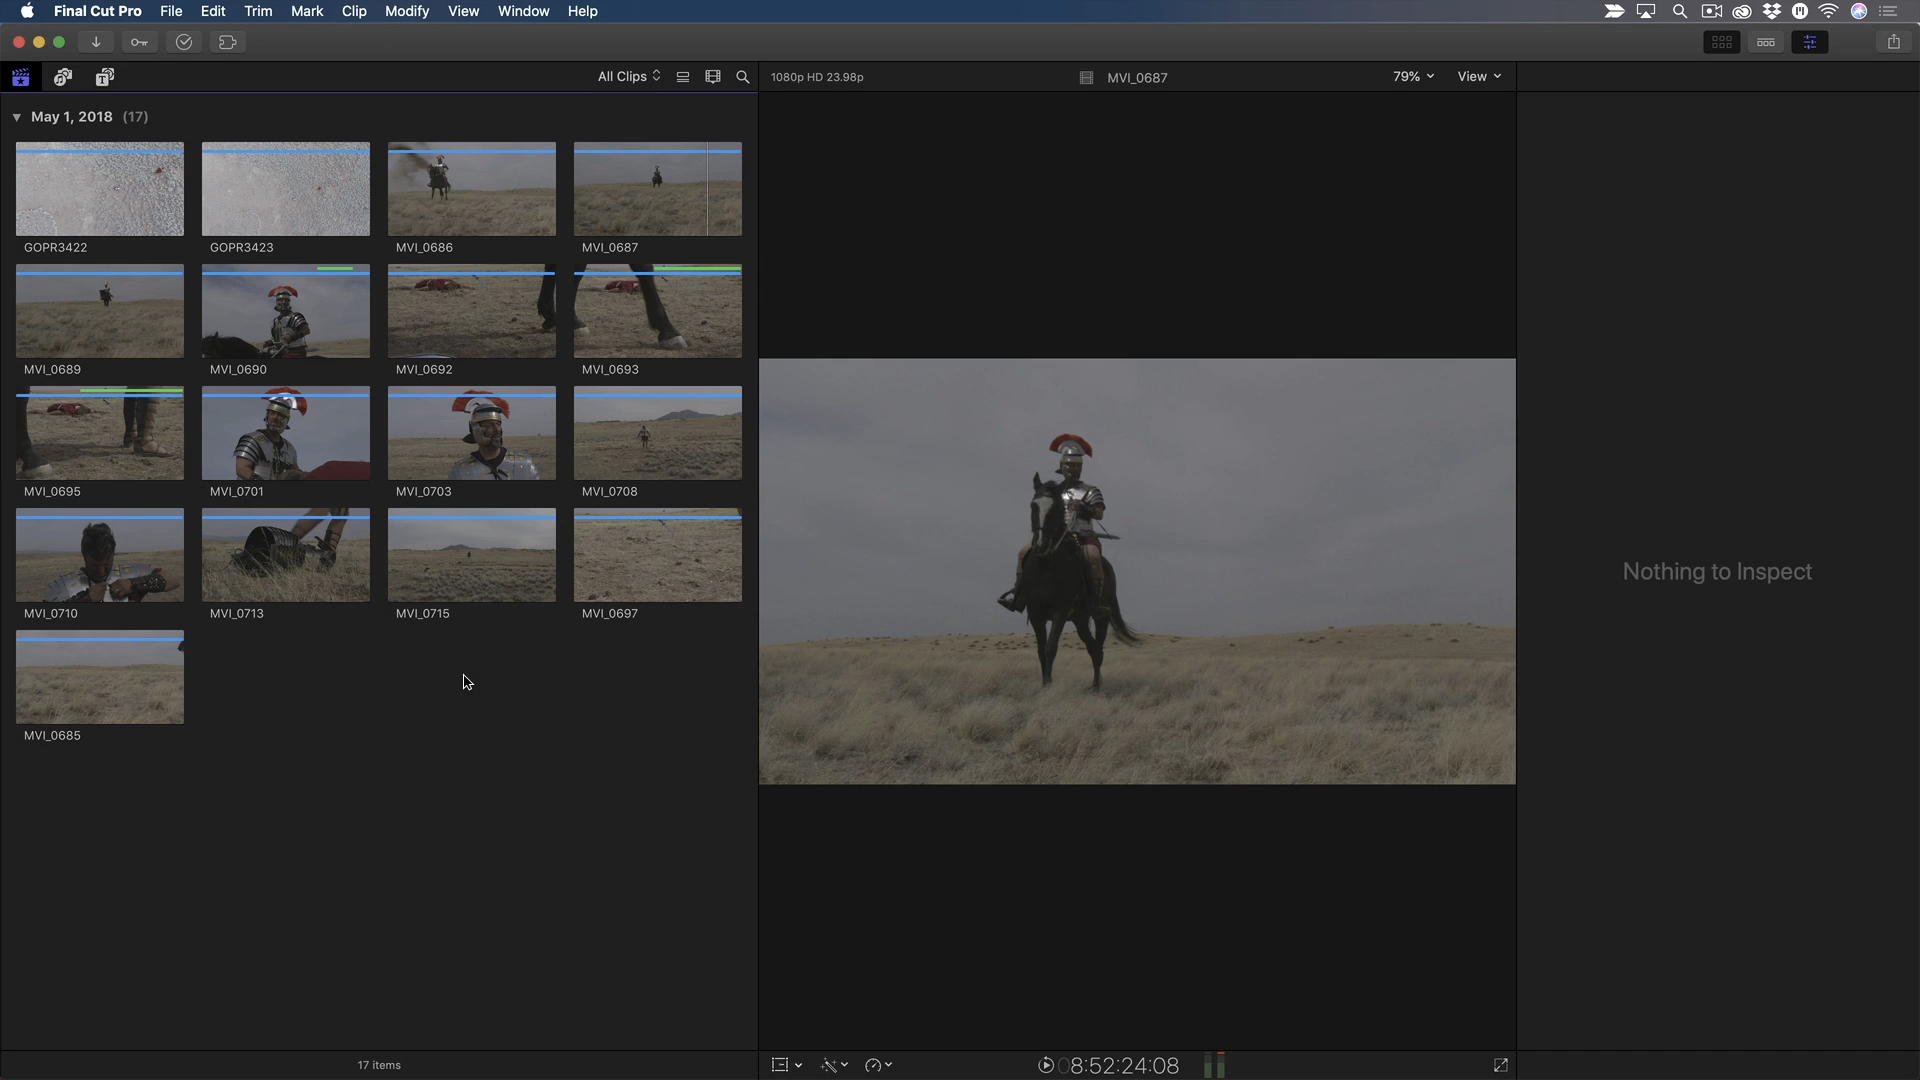 Final Cut Pro File Edit Trim Mark Clip Modify View Window Help
All Clips
1080p HD 23.98p
MVI_0687
79%
View
May 1, 2018 (17)
GOPR3422
GOPR3423
MVI_0686
MVI_0687
MVI_0689
MVI_0690
MVI_0692
MVI_0693
MVI_0695
MVI_0701
MVI_0703
MVI_0708
MVI_0710
MVI_0713
MVI_0715
MVI_0697
MVI_0685
Nothing to Inspect
17 items
08:52:24:08